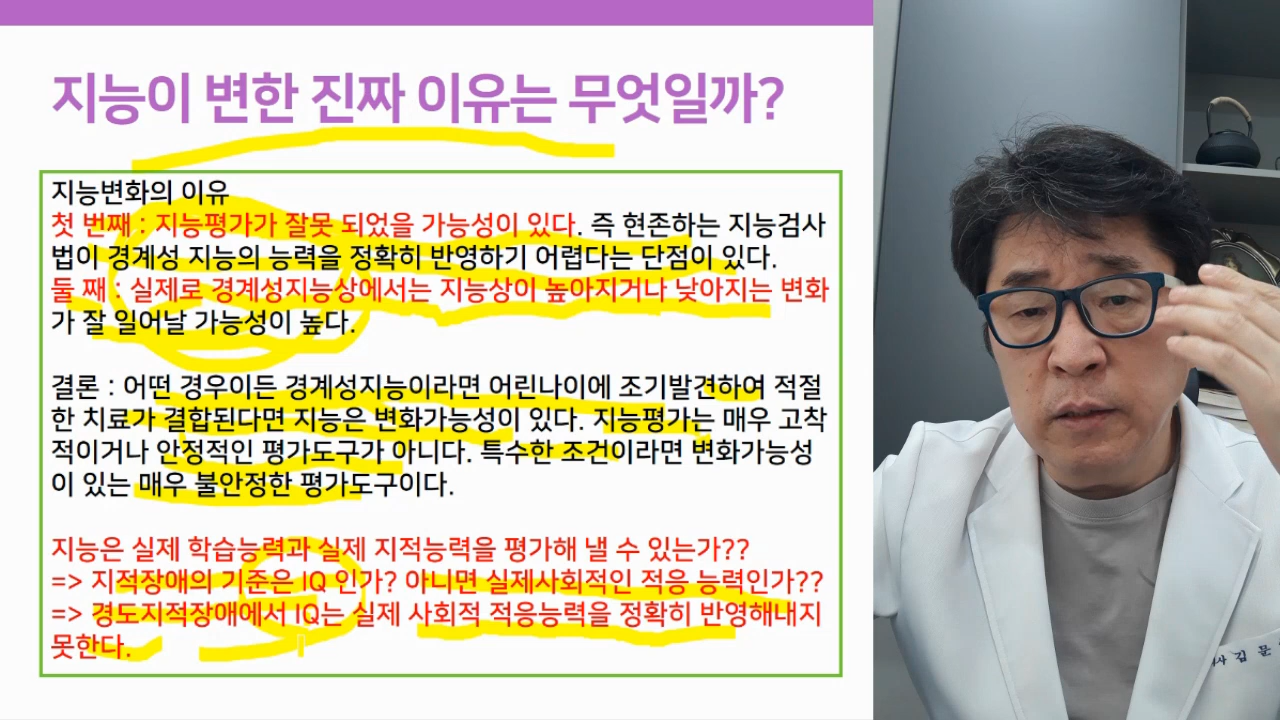 지능이 변한 진짜 이유는 무엇일까?
지능변화의 이유
첫 번째 : 지능평가가 잘못 되었을 가능성이 있다. 즉 현존하는 지능검사
법이 경계성 지능의 능력을 정확히 반영하기 어렵다는 단점이 있다.
둘 째 : 실제로 경계성지능상에서는 지능상이 높아지거나 낮아지는 변화
가 잘 일어날 가능성이 높다.
결론 : 어떤 경우이든 경계성지능이라면 어린나이에 조기발견하여 적절
한 치료가 결합된다면 지능은 변화가능성이 있다. 지능평가는 매우 고착
적이거나 안정적인 평가도구가 아니다. 특수한 조건이라면 변화가능성
이 있는 매우 불안정한 평가도구이다.
지능은 실제 학습능력과 실제 지적능력을 평가해 낼 수 있는가??
=> 지적장애의 기준은 IQ 인가? 아니면 실제사회적인 적응 능력인가??
=> 경도지적장애에서 IQ는 실제 사회적 적응능력을 정확히 반영해내지
못한다.
김 문